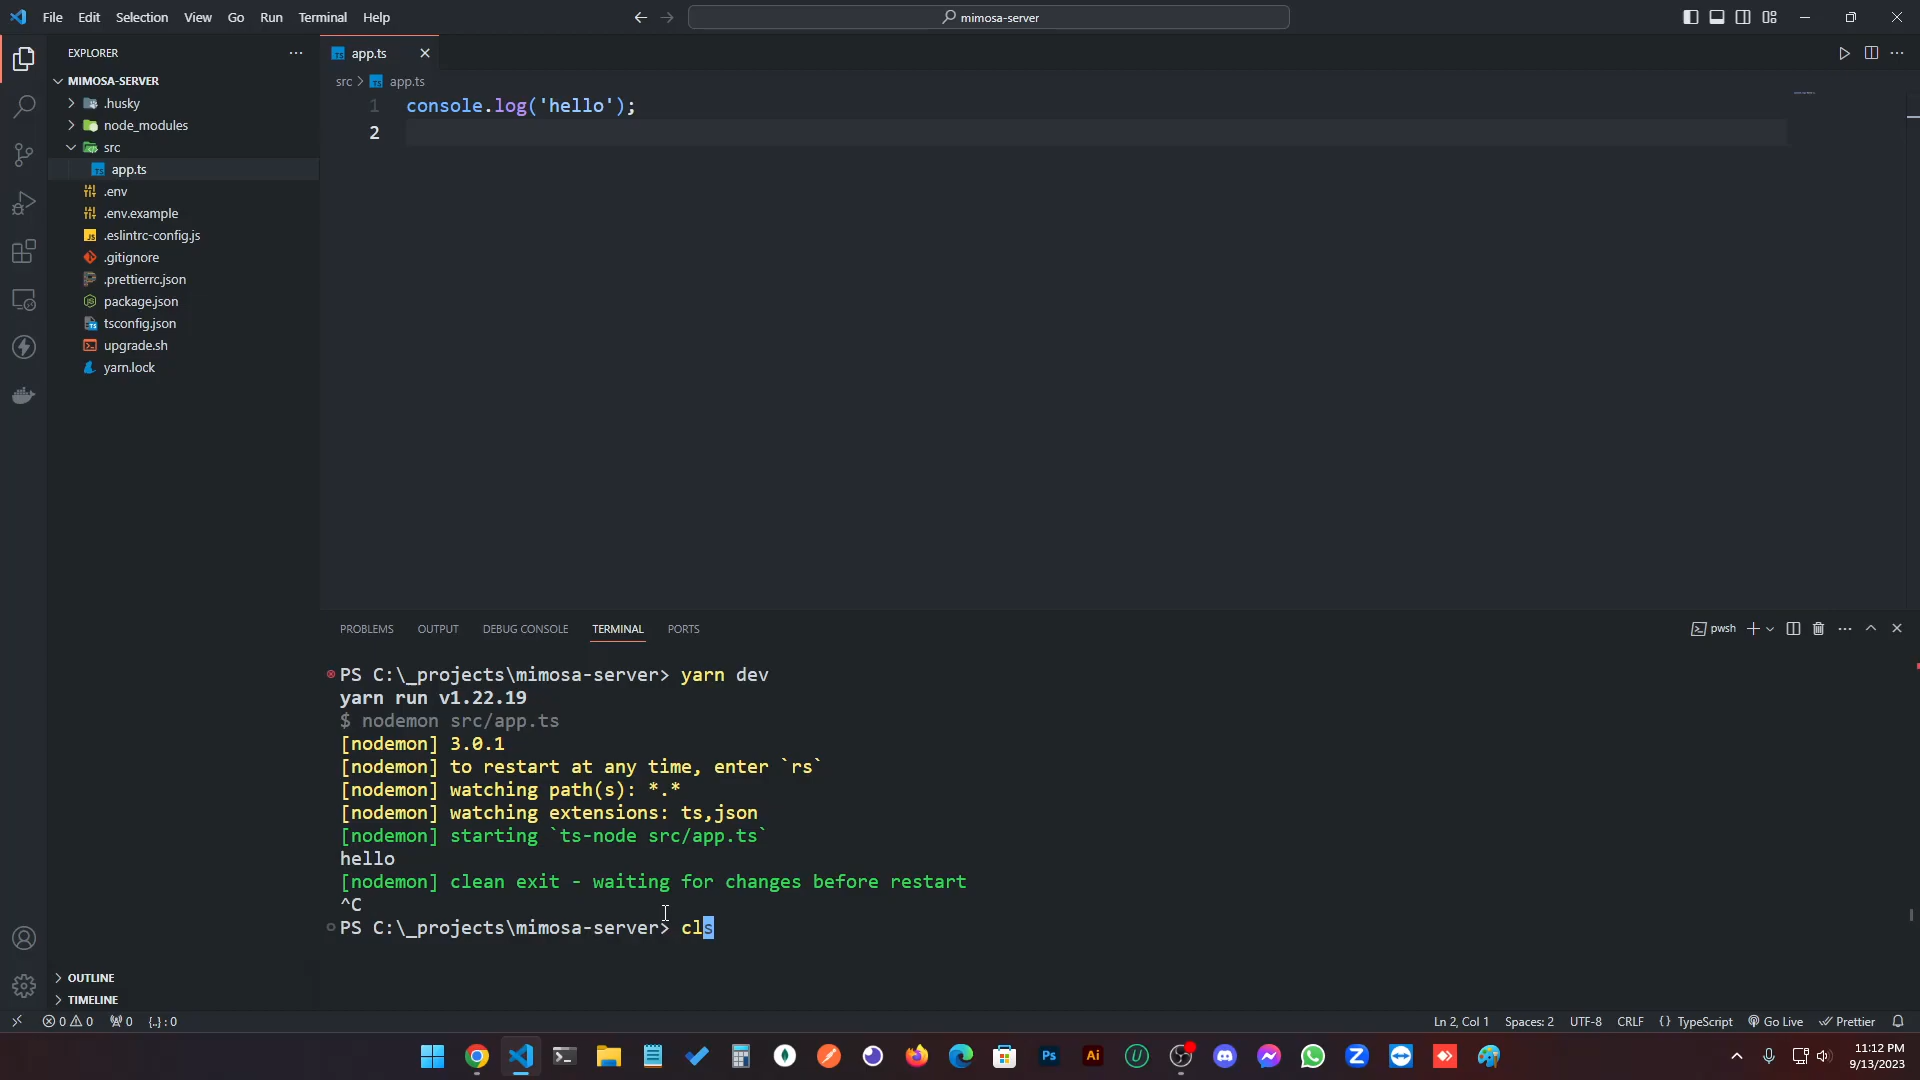 File Edit Selection View Go Run Terminal Help
mimosa-server
EXPLORER
MIMOSA-SERVER
.husky
node_modules
src
app.ts
.env
.env.example
.eslintrc-config.js
.gitignore
.prettierrc.json
package.json
tsconfig.json
upgrade.sh
yarn.lock
OUTLINE
TIMELINE
app.ts
src > app.ts
1 console.log('hello');
2
PROBLEMS OUTPUT DEBUG CONSOLE TERMINAL PORTS
pwsh
PS C:\_projects\mimosa-server> yarn dev
yarn run v1.22.19
$ nodemon src/app.ts
[nodemon] 3.0.1
[nodemon] to restart at any time, enter `rs`
[nodemon] watching path(s): *.*
[nodemon] watching extensions: ts,json
[nodemon] starting `ts-node src/app.ts`
hello
[nodemon] clean exit - waiting for changes before restart
^C
PS C:\_projects\mimosa-server> cls
0 0 0 {..} : 0
Ln 2, Col 1 Spaces: 2 UTF-8 CRLF {} TypeScript Go Live Prettier
Ps Ai U Z
11:12 PM
9/13/2023